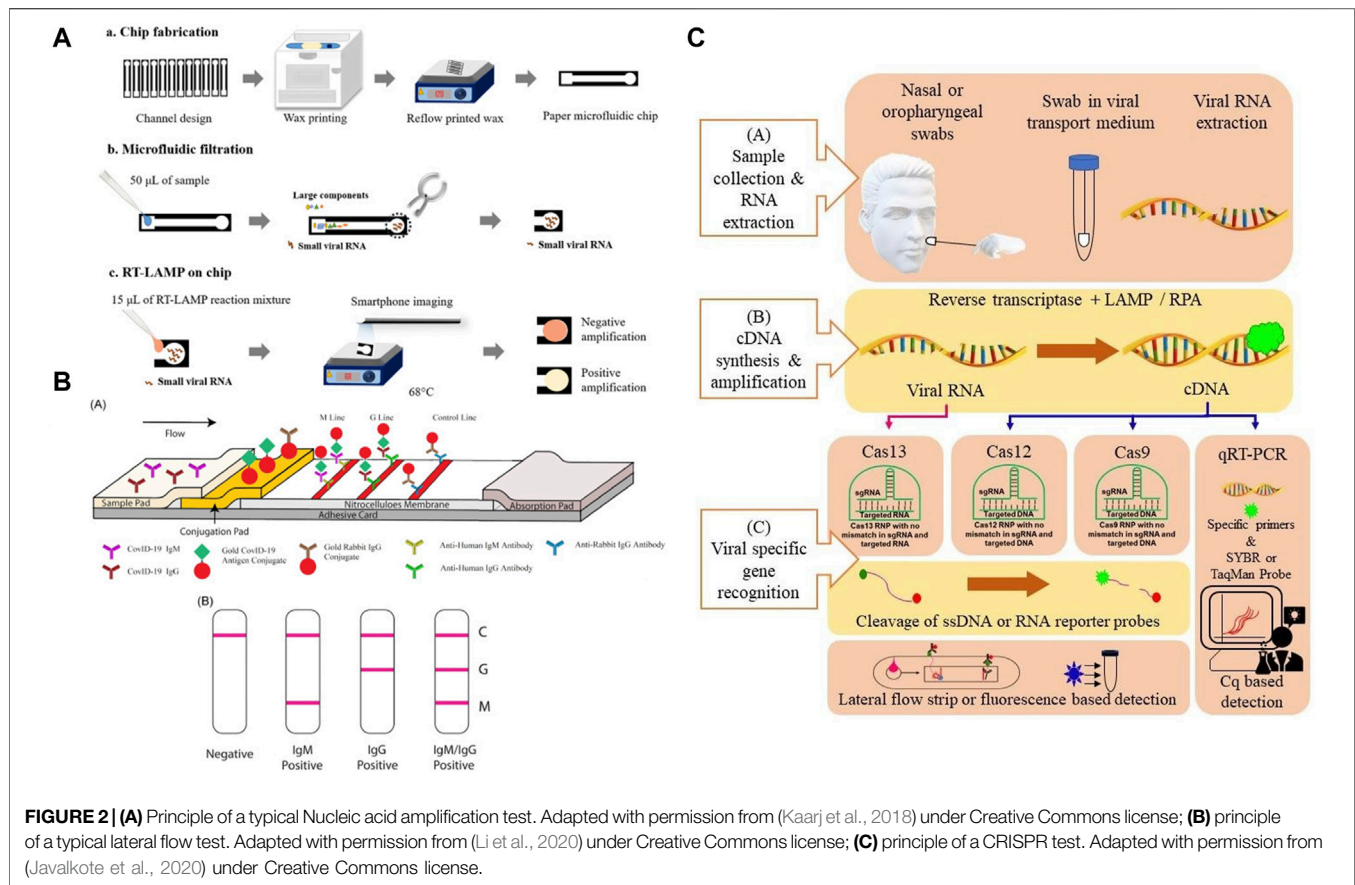 A
a. Chip fabrication
Channel design
Wax printing
Reflow printed wax
Paper microfluidic chip
b. Microfluidic filtration
50 µL of sample
Large components
Small viral RNA
Small viral RNA
c. RT-LAMP on chip
15 µL of RT-LAMP reaction mixture
Small viral RNA
Smartphone imaging
68°C
Negative
amplification
Positive
amplification
B
(A)
Flow
M Line
G Line
Control Line
Sample Pad
Conjugation Pad
Nitrocelluloes Membrane
Adhesive Card
Absorption Pad
CovID-19 IgM
CovID-19 IgG
Gold CovID-19
Antigen Conjugate
Gold Rabbit IgG
Conjugate
Anti-Human IgM Antibody
Anti-Human IgG Antibody
Anti-Rabbit IgG Antibody
(B)
C
G
M
Negative
IgM
Positive
IgG
Positive
IgM/IgG
Positive
C
(A)
Sample
collection &
RNA
extraction
Nasal or
oropharyngeal
swabs
Swab in viral
transport medium
Viral RNA
extraction
(B)
cDNA
synthesis &
amplification
Reverse transcriptase + LAMP / RPA
Viral RNA
cDNA
(C)
Viral specific
gene
recognition
Cas13
sgRNA
Targeted RNA
Cas13 RNP with no
mismatch in sgRNA and
targeted RNA
Cas12
sgRNA
Targeted DNA
Cas12 RNP with no
mismatch in sgRNA and
targeted DNA
Cas9
sgRNA
Targeted DNA
Cas9 RNP with no
mismatch in sgRNA and
targeted DNA
qRT-PCR
Specific primers
&
SYBR or
TaqMan Probe
Cq based
detection
Cleavage of ssDNA or RNA reporter probes
Lateral flow strip or fluorescence based detection
FIGURE 2 | (A) Principle of a typical Nucleic acid amplification test. Adapted with permission from (Kaarj et al., 2018) under Creative Commons license; (B) principle
of a typical lateral flow test. Adapted with permission from (Li et al., 2020) under Creative Commons license; (C) principle of a CRISPR test. Adapted with permission from
(Javalkote et al., 2020) under Creative Commons license.